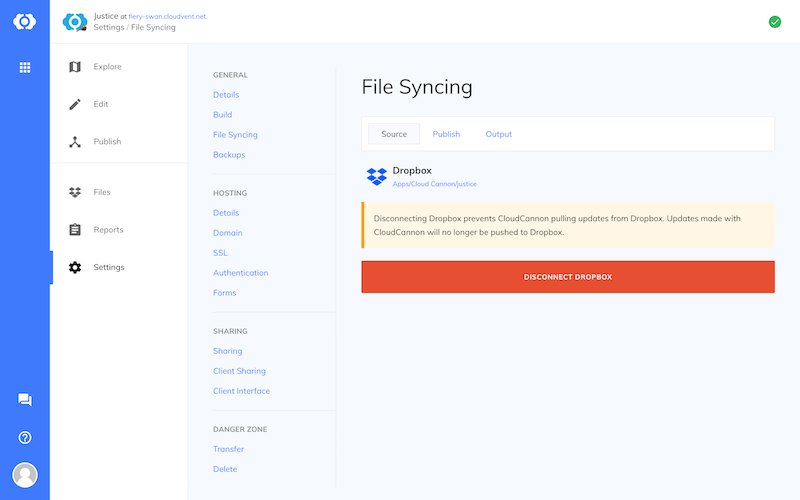 Justice at fiery-swan.cloudvent.net
Settings / File Syncing
Explore
Edit
Publish
Files
Reports
Settings
GENERAL
Details
Build
File Syncing
Backups
HOSTING
Details
Domain
SSL
Authentication
Forms
SHARING
Sharing
Client Sharing
Client Interface
DANGER ZONE
Transfer
Delete
File Syncing
Source Publish Output
Dropbox
Apps/Cloud Cannon/justice
Disconnecting Dropbox prevents CloudCannon pulling updates from Dropbox. Updates made with
CloudCannon will no longer be pushed to Dropbox.
DISCONNECT DROPBOX